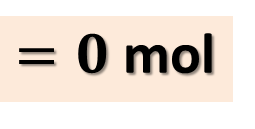 = 0 mol